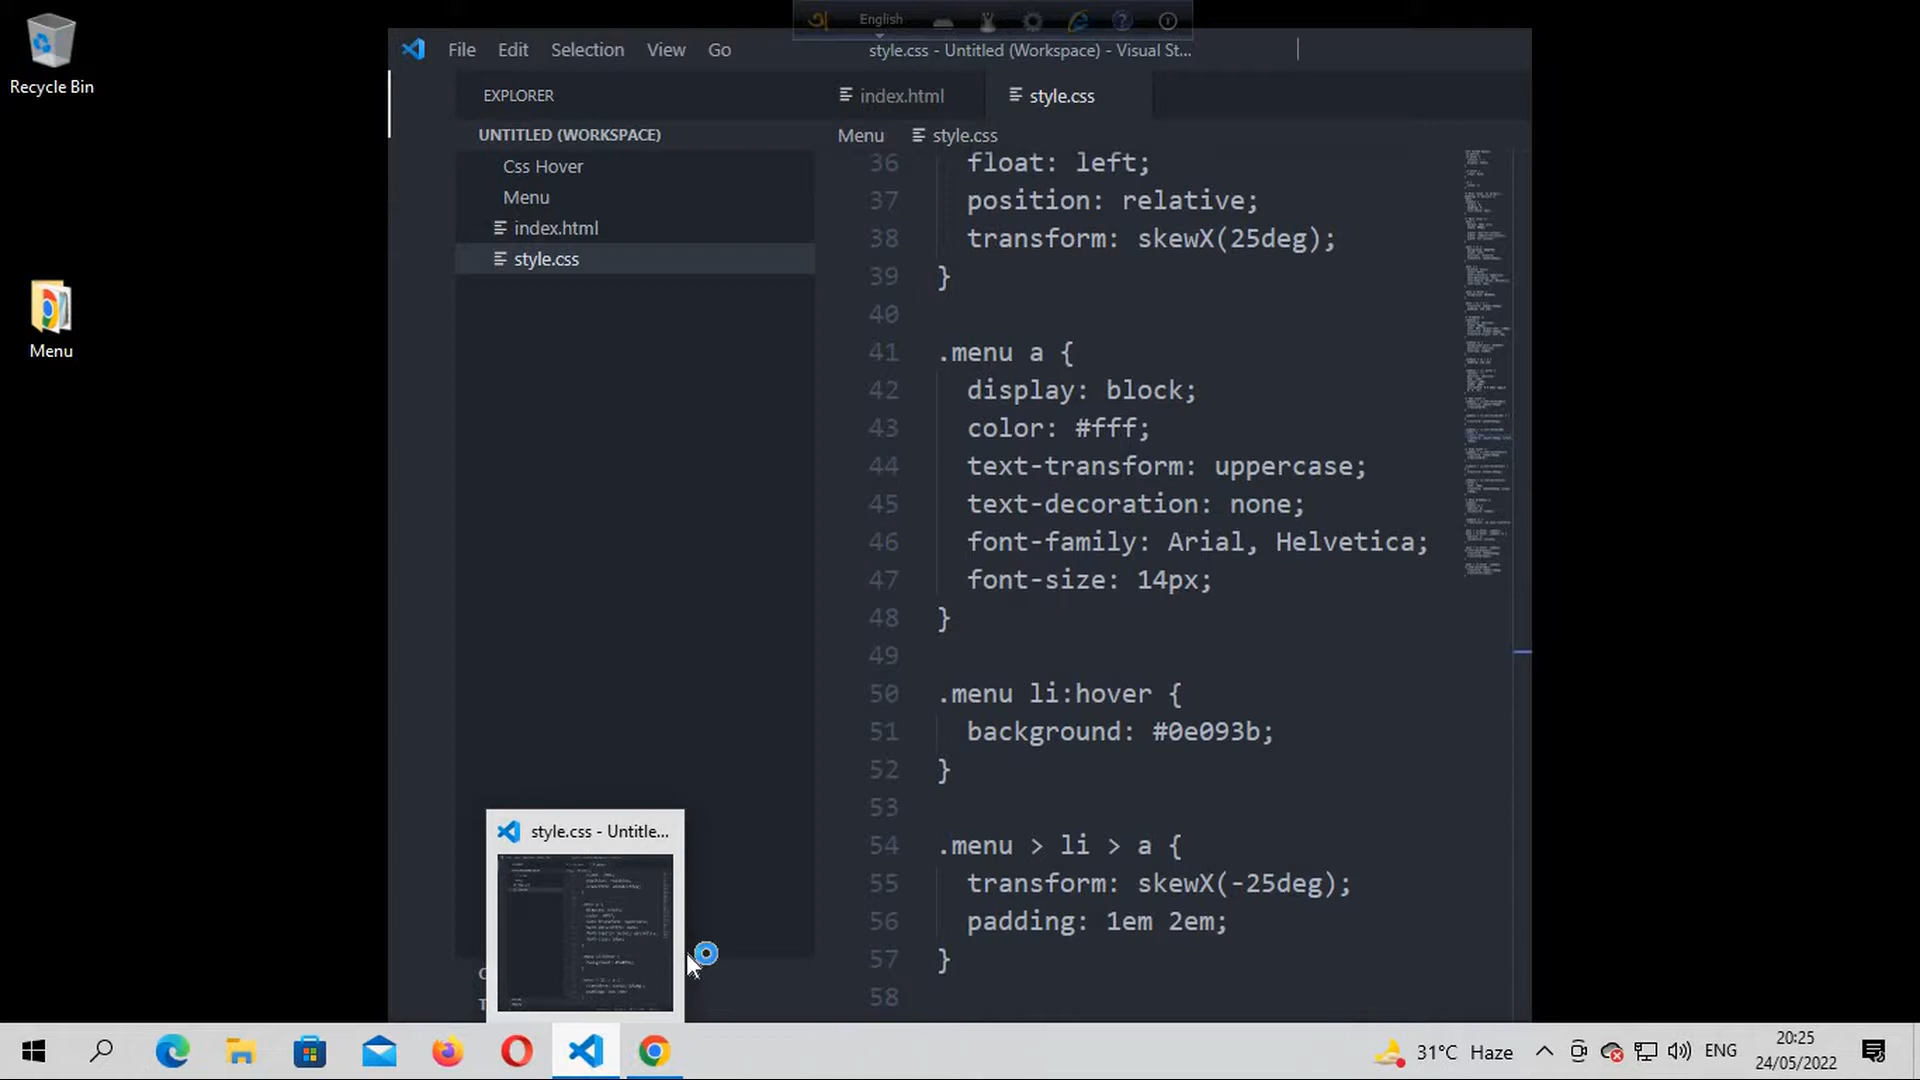 English
File Edit Selection View Go
style.css - Untitled (Workspace) - Visual St...
Recycle Bin
EXPLORER
index.html
style.css
UNTITLED (WORKSPACE)
Css Hover
Menu
index.html
style.css
Menu
Menu style.css
36 float: left;
37 position: relative;
38 transform: skewX(25deg);
39 }
40
41 .menu a {
42 display: block;
43 color: #fff;
44 text-transform: uppercase;
45 text-decoration: none;
46 font-family: Arial, Helvetica;
47 font-size: 14px;
48 }
49
50 .menu li:hover {
51 background: #0e093b;
52 }
53
54 .menu > li > a {
55 transform: skewX(-25deg);
56 padding: 1em 2em;
57 }
58
style.css - Untitle...
31°C Haze
ENG
20:25
24/05/2022